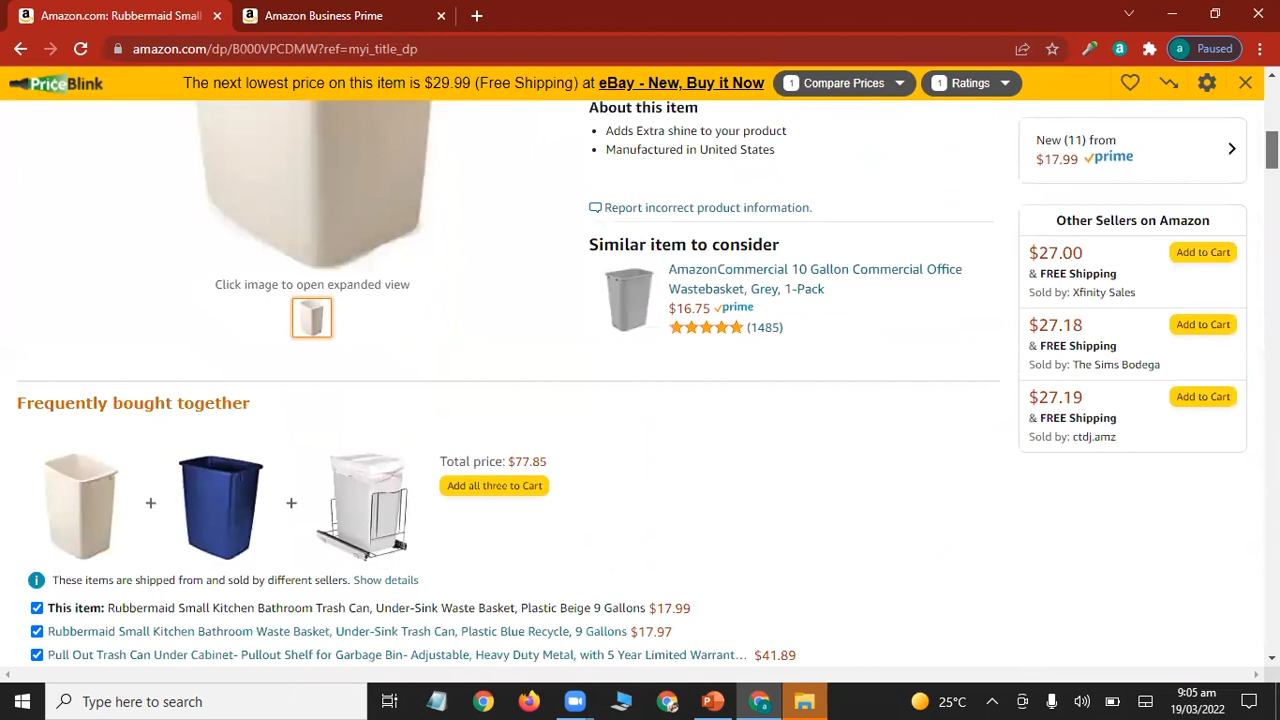 Amazon.com: Rubbermaid Small
Amazon Business Prime
amazon.com/dp/B000VPCDMW?ref=myi_title_dp
a Paused
PriceBlink
The next lowest price on this item is $29.99 (Free Shipping) at eBay - New, Buy it Now
1 Compare Prices
1 Ratings
About this item
Adds Extra shine to your product
Manufactured in United States
Report incorrect product information.
Similar item to consider
AmazonCommercial 10 Gallon Commercial Office
Wastebasket, Grey, 1-Pack
$16.75 prime
(1485)
Click image to open expanded view
New (11) from
$17.99 prime
Other Sellers on Amazon
$27.00 Add to Cart
& FREE Shipping
Sold by: Xfinity Sales
$27.18 Add to Cart
& FREE Shipping
Sold by: The Sims Bodega
$27.19 Add to Cart
& FREE Shipping
Sold by: ctdj.amz
Frequently bought together
+
+
Total price: $77.85
Add all three to Cart
These items are shipped from and sold by different sellers. Show details
This item: Rubbermaid Small Kitchen Bathroom Trash Can, Under-Sink Waste Basket, Plastic Beige 9 Gallons $17.99
Rubbermaid Small Kitchen Bathroom Waste Basket, Under-Sink Trash Can, Plastic Blue Recycle, 9 Gallons $17.97
Pull Out Trash Can Under Cabinet- Pullout Shelf for Garbage Bin- Adjustable, Heavy Duty Metal, with 5 Year Limited Warrant… $41.89
Type here to search
25°C
9:05 am
19/03/2022